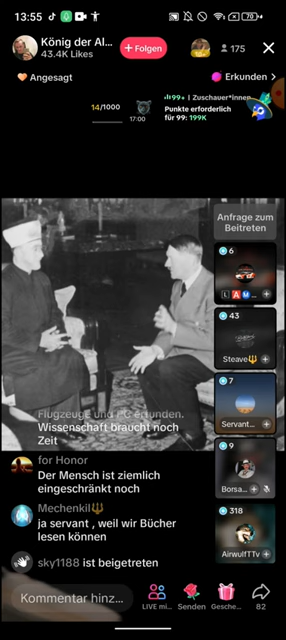 13:55
70
König der Al...
43.4K Likes
+ Folgen
175
Angesagt
Erkunden >
99+ | Zuschauer*innen
14/1000
Punkte erforderlich
17:00
für 99: 199K
Anfrage zum
Beitreten
6
L A M...
43
Steave
7
Servant...
9
Borsa...
318
AirwulfTTv
Flugzeuge und PC erfunden.
Wissenschaft braucht noch
Zeit
for Honor
Der Mensch ist ziemlich
eingeschränkt noch
Mechenkil
ja servant , weil wir Bücher
lesen können
sky1188 ist beigetreten
Kommentar hinz...
LIVE mi...
Senden
Gesche...
82